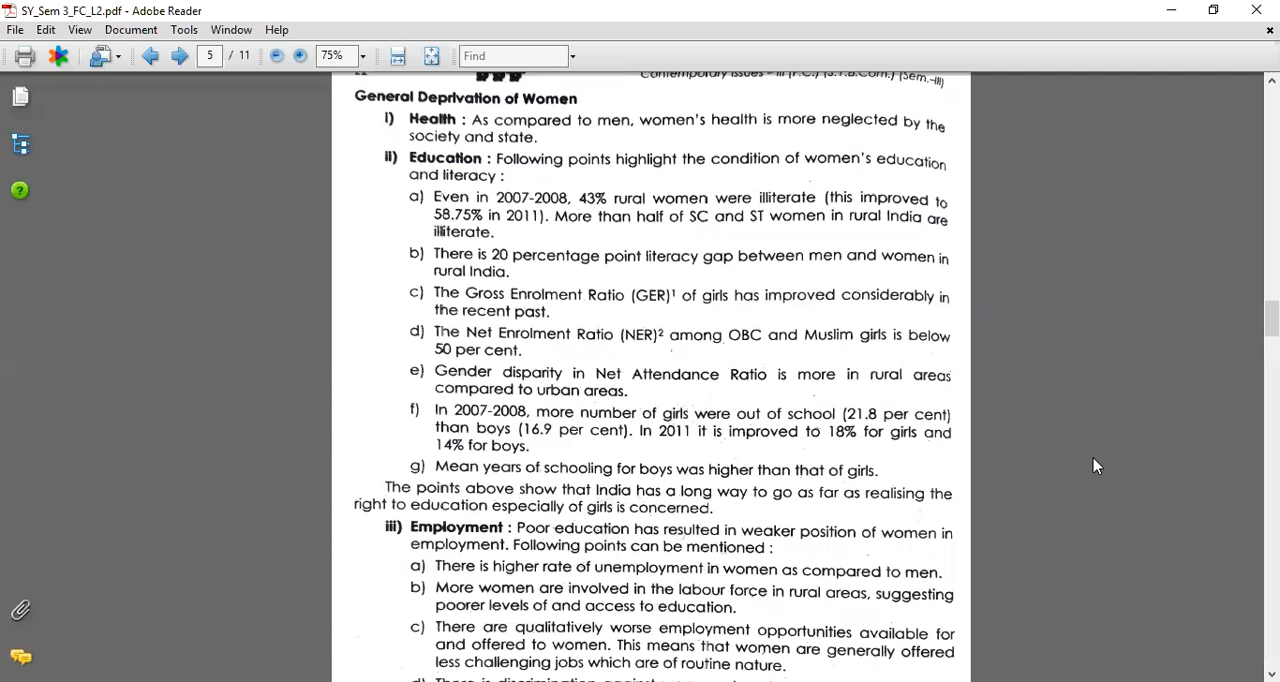 SY_Sem 3_FC_L2.pdf - Adobe Reader
File Edit View Document Tools Window Help
5 / 11 75% Find
Contemporary Issues - III (F.C.) (S.Y.B.Com.) (Sem.-III)
General Deprivation of Women
i) Health : As compared to men, women's health is more neglected by the
society and state.
ii) Education : Following points highlight the condition of women's education
and literacy :
a) Even in 2007-2008, 43% rural women were illiterate (this improved to
58.75% in 2011). More than half of SC and ST women in rural India are
illiterate.
b) There is 20 percentage point literacy gap between men and women in
rural India.
c) The Gross Enrolment Ratio (GER)¹ of girls has improved considerably in
the recent past.
d) The Net Enrolment Ratio (NER)² among OBC and Muslim girls is below
50 per cent.
e) Gender disparity in Net Attendance Ratio is more in rural areas
compared to urban areas.
f) In 2007-2008, more number of girls were out of school (21.8 per cent)
than boys (16.9 per cent). In 2011 it is improved to 18% for girls and
14% for boys.
g) Mean years of schooling for boys was higher than that of girls.
The points above show that India has a long way to go as far as realising the
right to education especially of girls is concerned.
iii) Employment : Poor education has resulted in weaker position of women in
employment. Following points can be mentioned :
a) There is higher rate of unemployment in women as compared to men.
b) More women are involved in the labour force in rural areas, suggesting
poorer levels of and access to education.
c) There are qualitatively worse employment opportunities available for
and offered to women. This means that women are generally offered
less challenging jobs which are of routine nature.
d) There is discrimination against